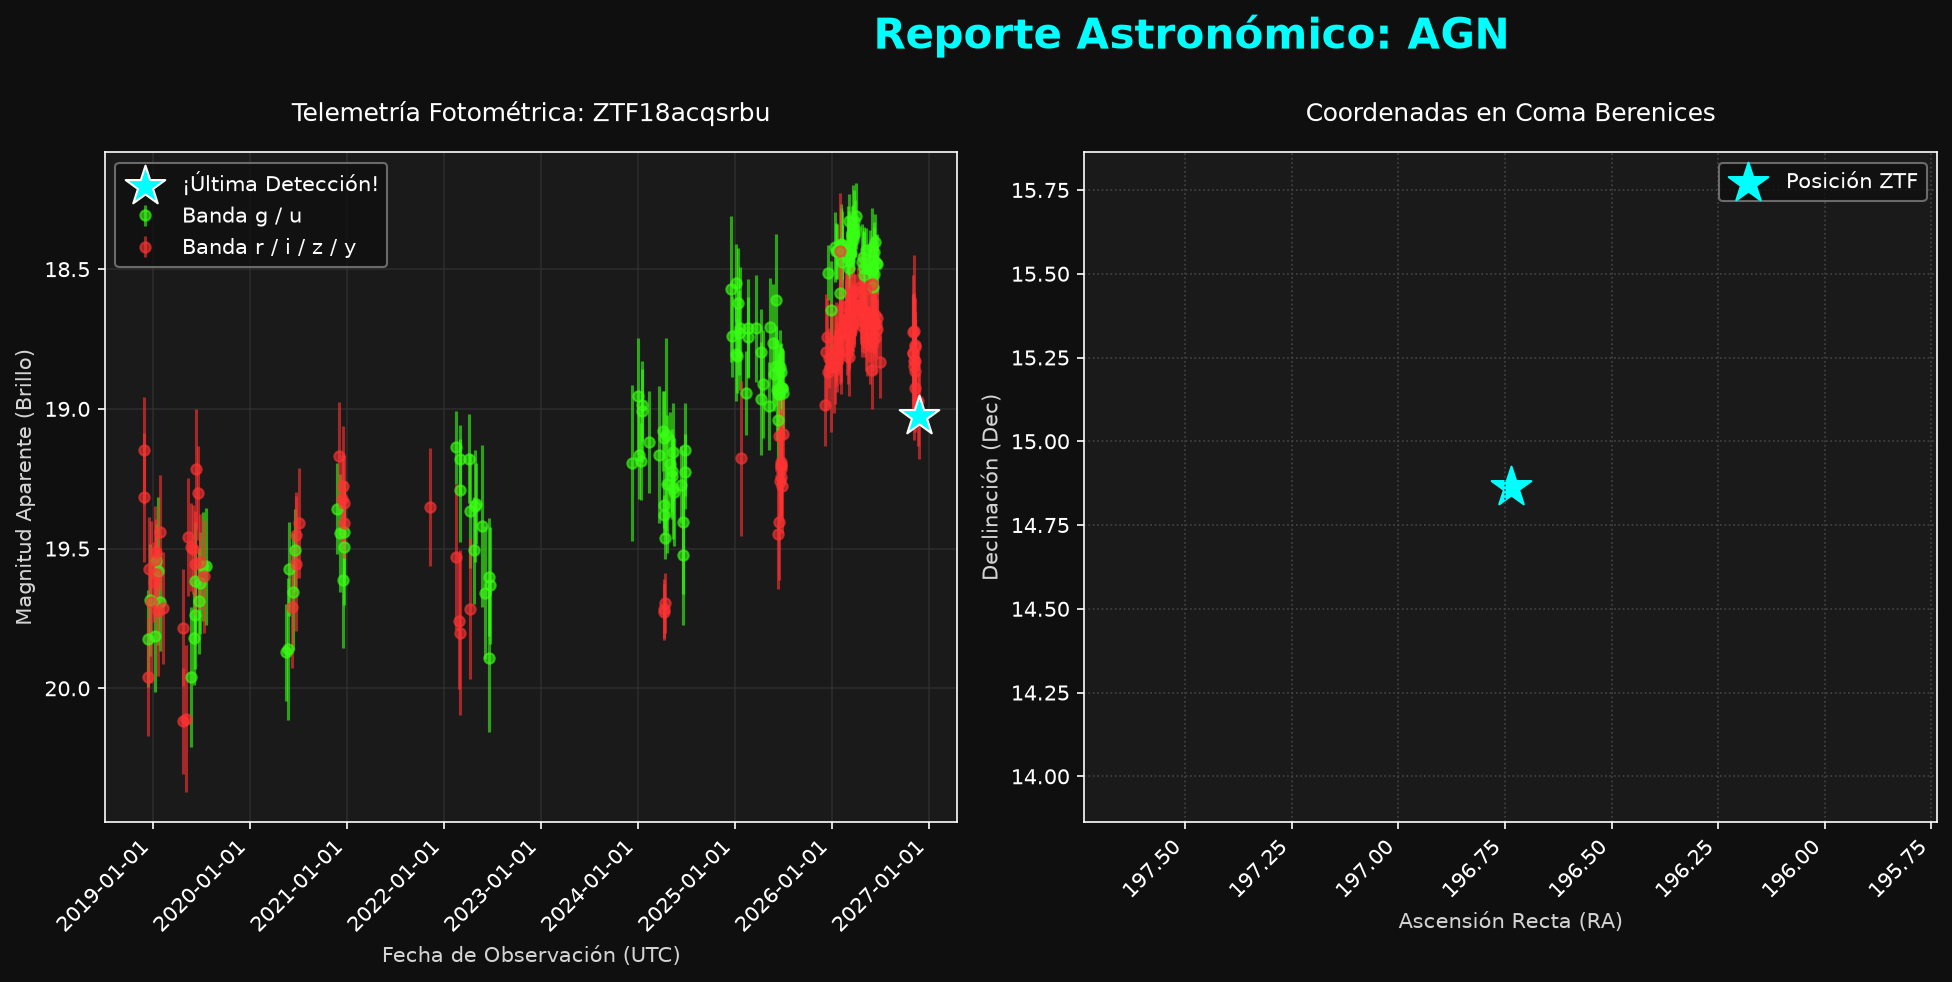 Reporte Astronómico: AGN
Telemetría Fotométrica: ZTF18acqsrbu
¡Última Detección!
Banda g / u
Banda r / i / z / y
Magnitud Aparente (Brillo)
18.5
19.0
19.5
20.0
2019-01-01
2020-01-01
2021-01-01
2022-01-01
2023-01-01
2024-01-01
2025-01-01
2026-01-01
2027-01-01
Fecha de Observación (UTC)
Coordenadas en Coma Berenices
Posición ZTF
Declinación (Dec)
15.75
15.50
15.25
15.00
14.75
14.50
14.25
14.00
197.50
197.25
197.00
196.75
196.50
196.25
196.00
195.75
Ascensión Recta (RA)